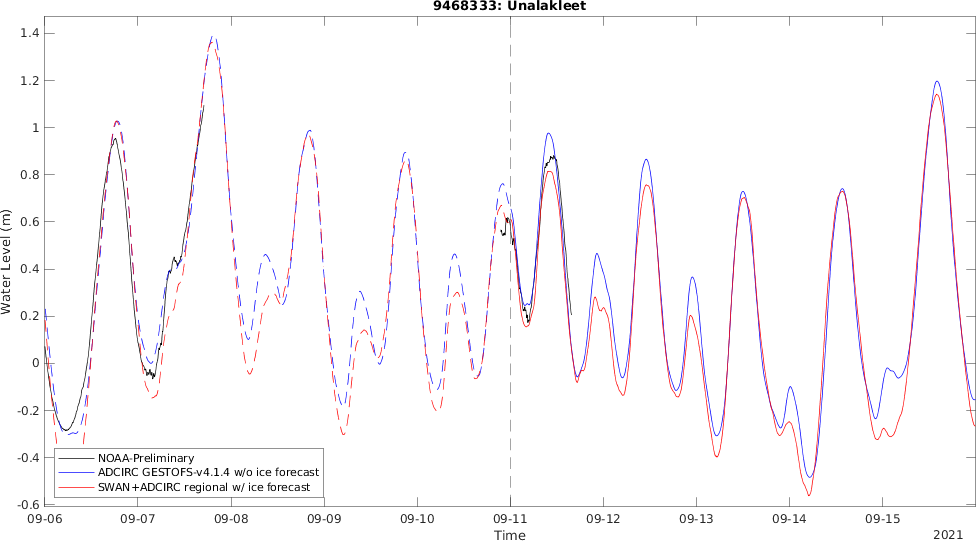 9468333: Unalakleet
Water Level (m)
1.4
1.2
1
0.8
0.6
0.4
0.2
0
-0.2
-0.4
-0.6
NOAA-Preliminary
ADCIRC GESTOFS-v4.1.4 w/o ice forecast
SWAN+ADCIRC regional w/ ice forecast
09-06 09-07 09-08 09-09 09-10 09-11 09-12 09-13 09-14 09-15
Time
2021